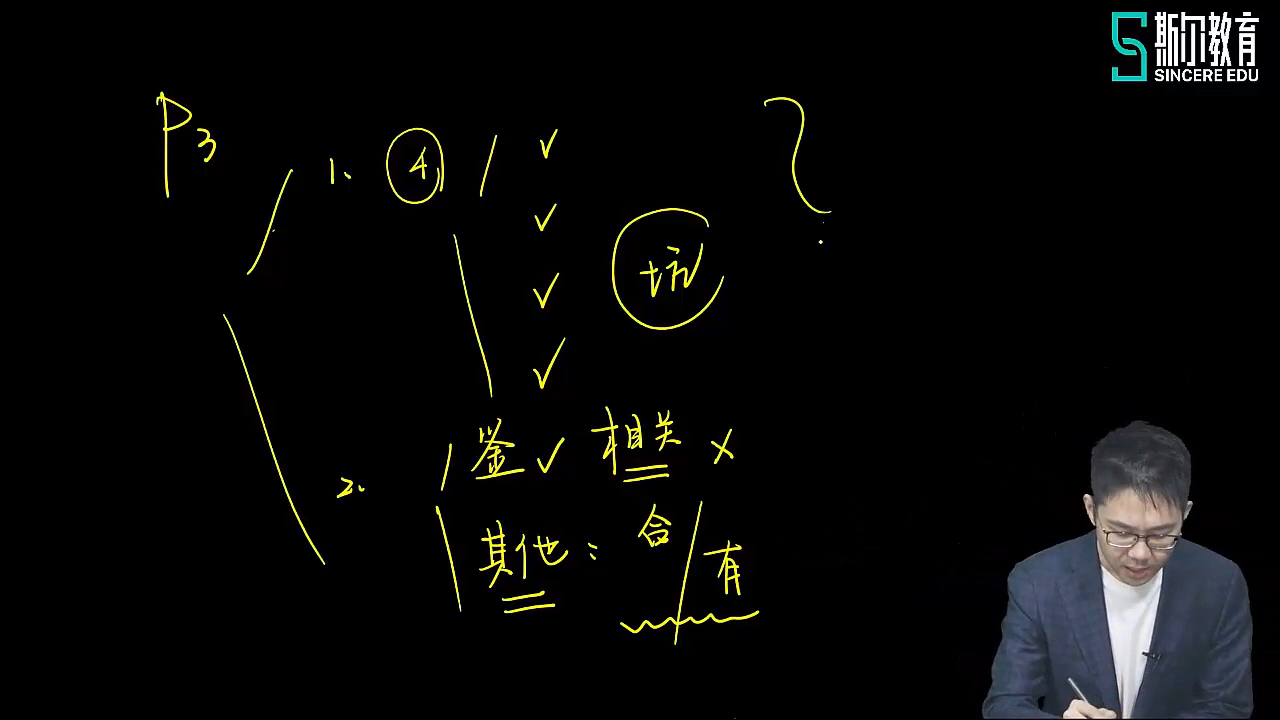 斯尔教育
SINCERE EDU
P3
1. 4 / ✓
✓
坑
✓
✓
2. 鉴 ✓ 相关 ×
其他： 合 / 有
?